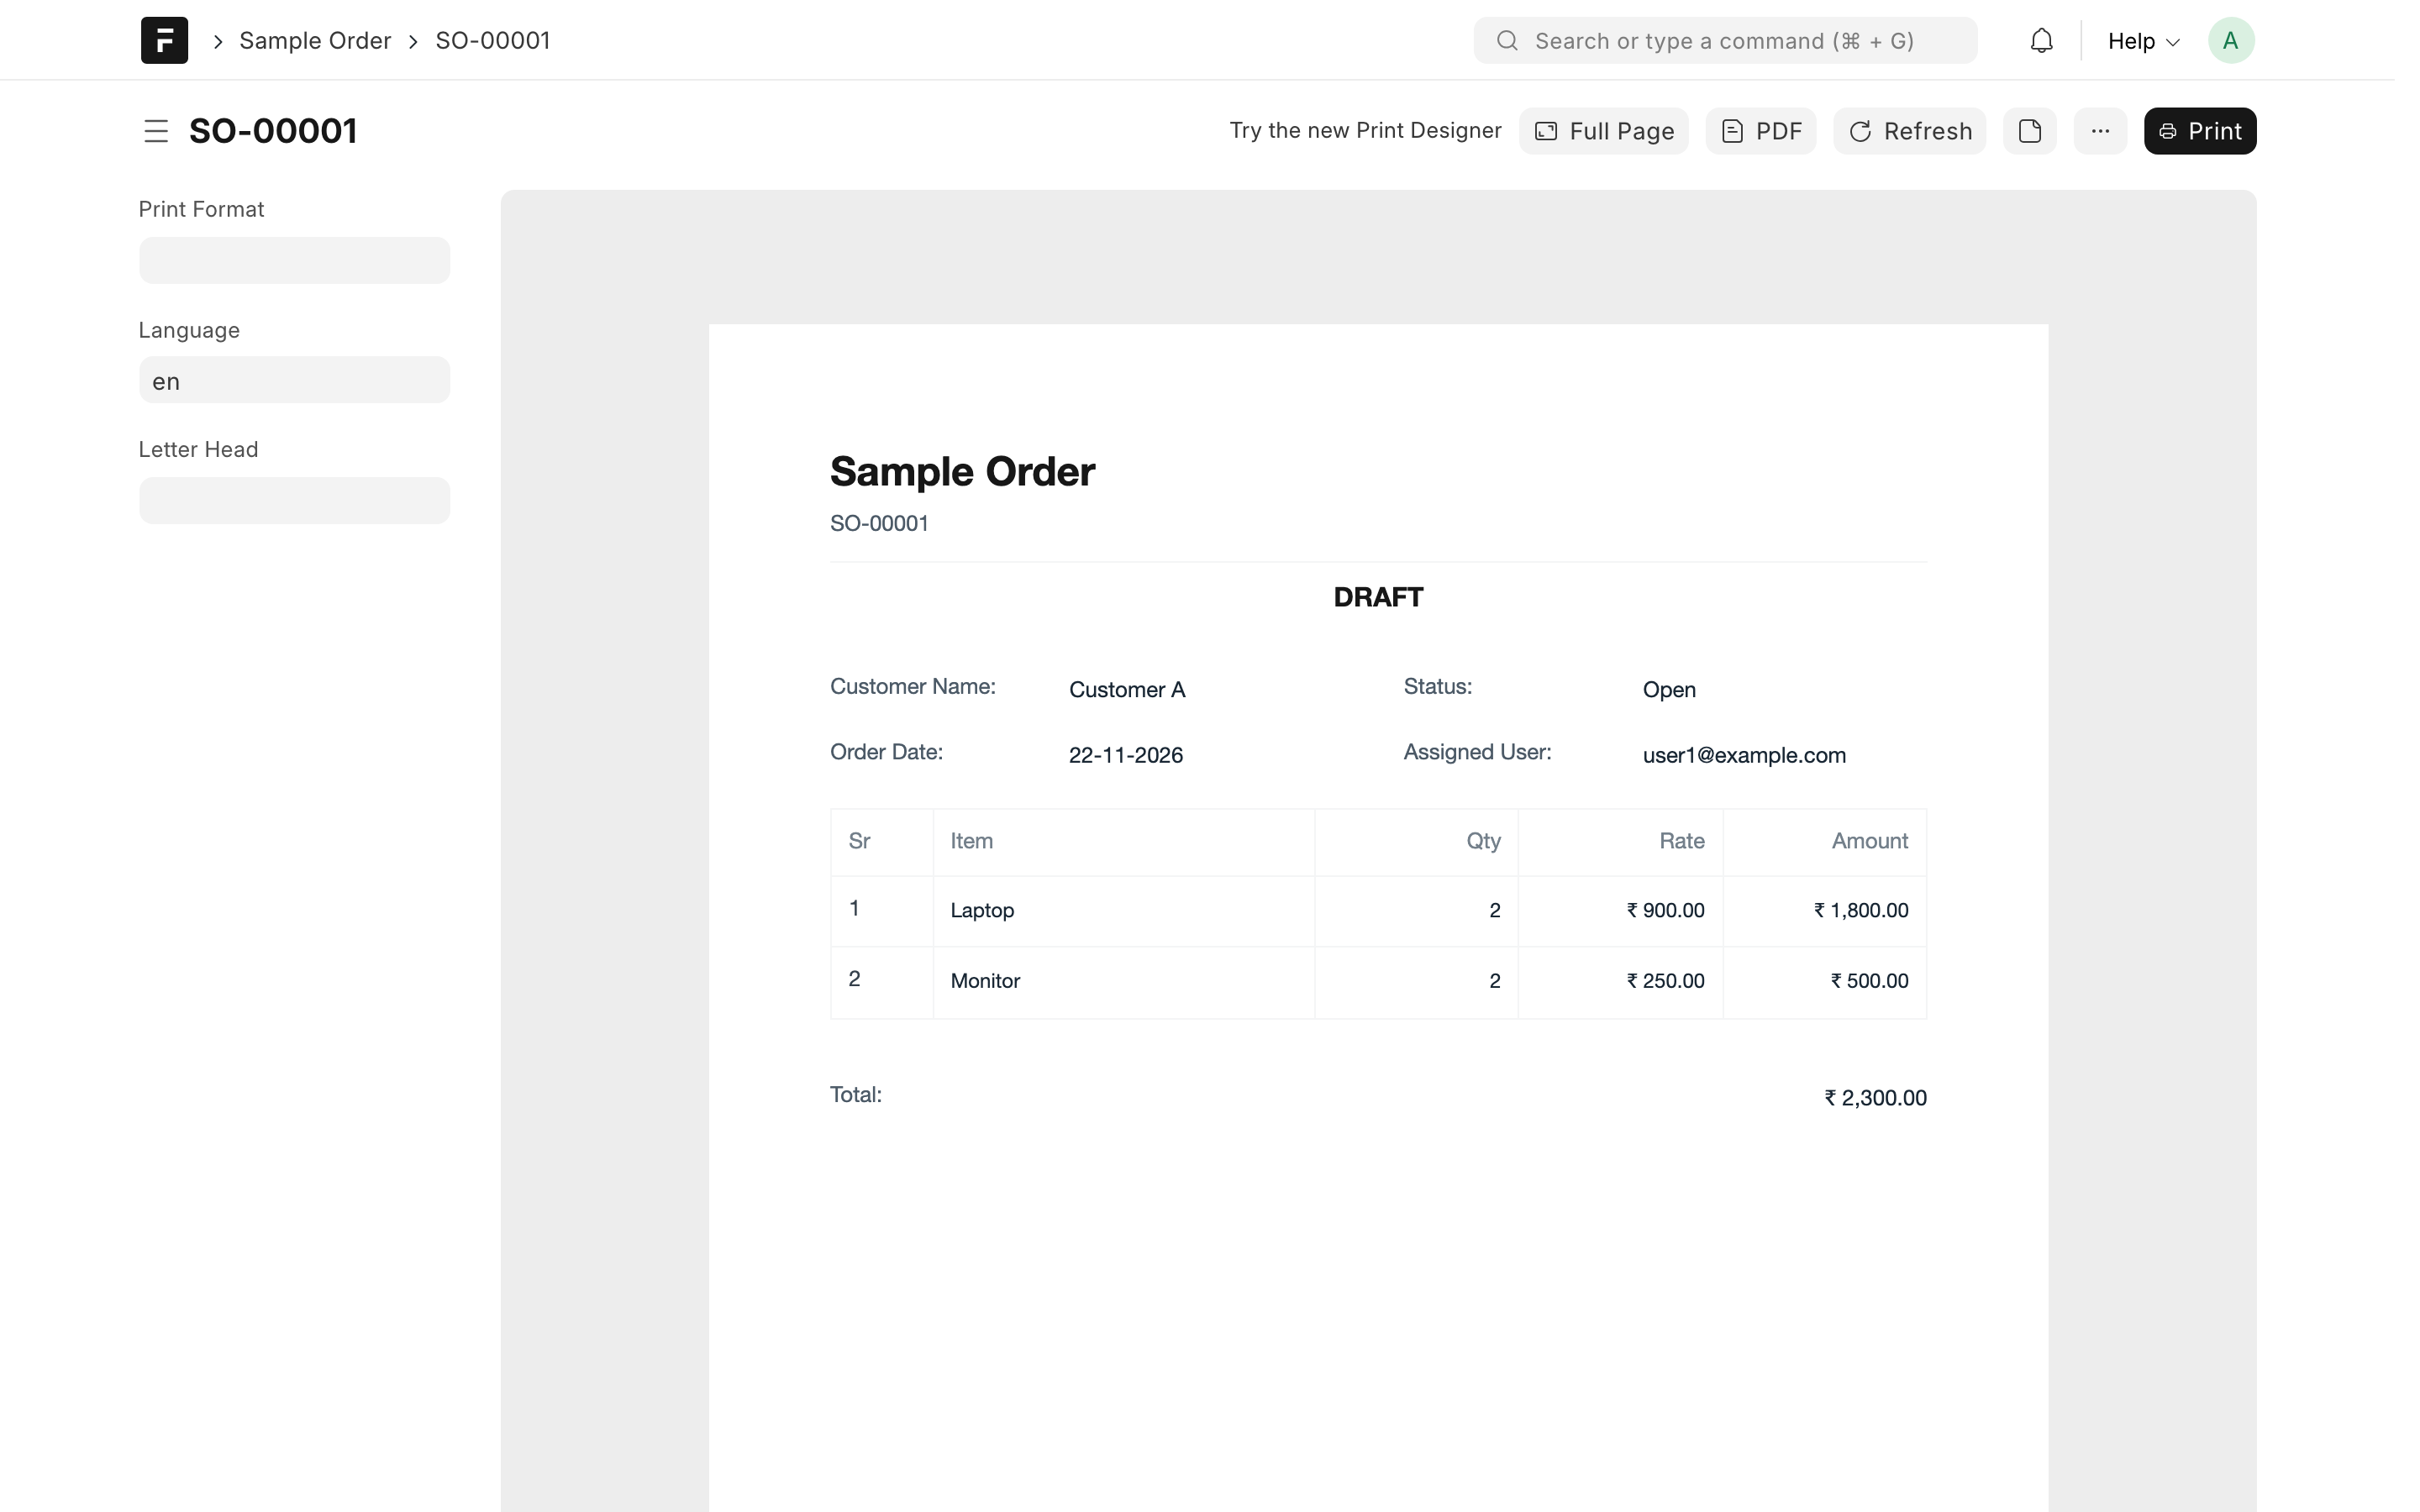 F Sample Order SO-00001 Search or type a command (⌘ + G) Help A
SO-00001 Try the new Print Designer Full Page PDF Refresh ... Print
Print Format
Language
en
Letter Head
Sample Order
SO-00001
DRAFT
Customer Name: Customer A Status: Open
Order Date: 22-11-2026 Assigned User: user1@example.com
Sr Item Qty Rate Amount
1 Laptop 2 ₹ 900.00 ₹ 1,800.00
2 Monitor 2 ₹ 250.00 ₹ 500.00
Total: ₹ 2,300.00